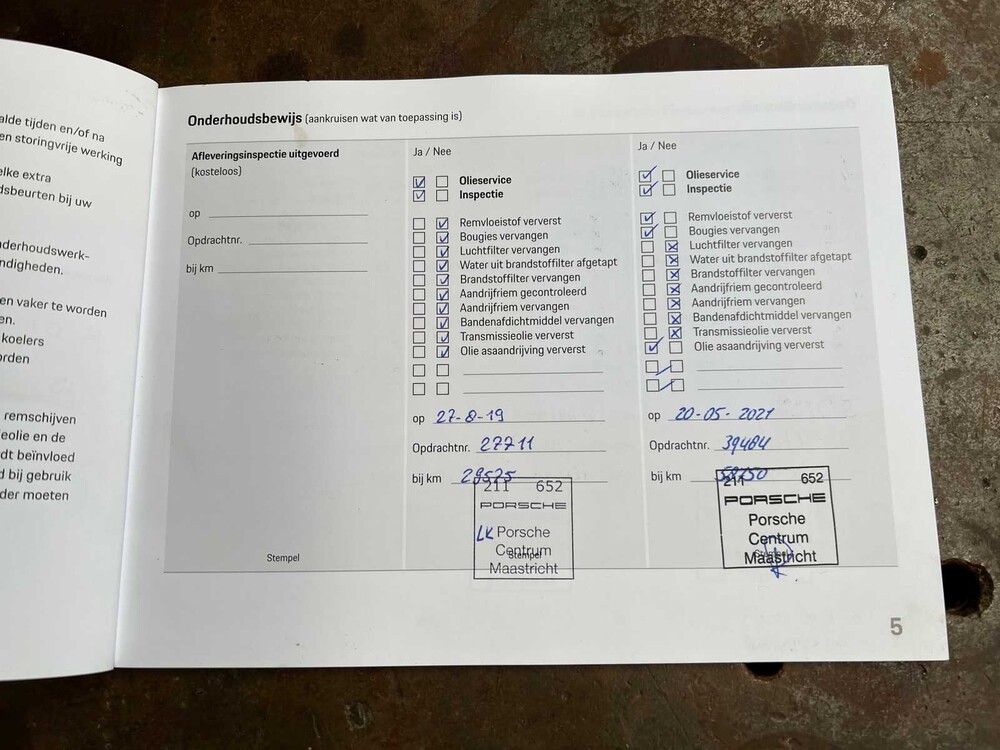 alde tijden en/of na
en storingvrije werking
elke extra
dsbeurten bij uw
nderhoudswerk-
ndigheden.
en vaker te worden
en.
koelers
orden
remschijven
eolie en de
dt beïnvloed
d bij gebruik
der moeten
Onderhoudsbewijs (aankruisen wat van toepassing is)
Afleveringsinspectie uitgevoerd
(kosteloos)
op
Opdrachtnr.
bij km
Stempel
Ja / Nee
Olieservice
Inspectie
Remvloeistof ververst
Bougies vervangen
Luchtfilter vervangen
Water uit brandstoffilter afgetapt
Brandstoffilter vervangen
Aandrijfriem gecontroleerd
Aandrijfriem vervangen
Bandenafdichtmiddel vervangen
Transmissieolie ververst
Olie asaandrijving ververst
op 27-8-19
Opdrachtnr. 27711
bij km 29575
211 652
PORSCHE
LK Porsche
Centrum
Stempel
Maastricht
Ja / Nee
Olieservice
Inspectie
Remvloeistof ververst
Bougies vervangen
Luchtfilter vervangen
Water uit brandstoffilter afgetapt
Brandstoffilter vervangen
Aandrijfriem gecontroleerd
Aandrijfriem vervangen
Bandenafdichtmiddel vervangen
Transmissieolie ververst
Olie asaandrijving ververst
op 20-05-2021
Opdrachtnr. 39484
bij km
211 652
PORSCHE
Porsche
Centrum
Stempel
Maastricht
5